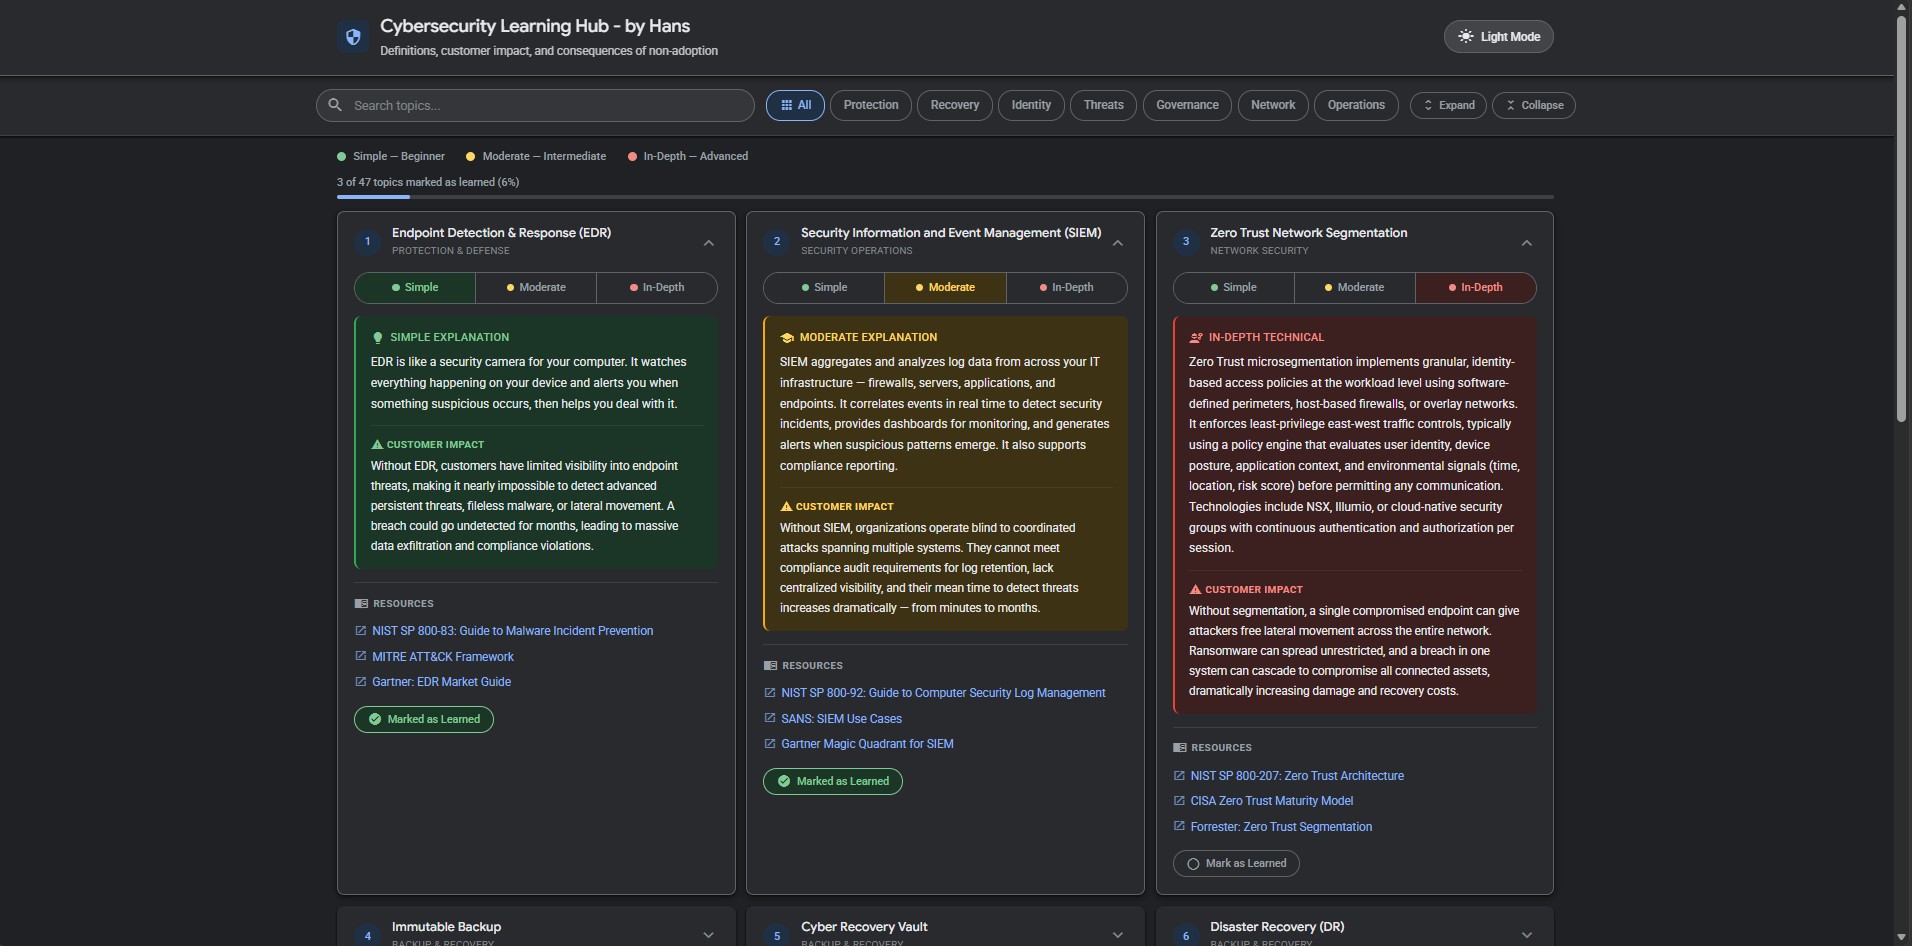 Cybersecurity Learning Hub - by Hans
Definitions, customer impact, and consequences of non-adoption
Light Mode
Search topics...
All
Protection
Recovery
Identity
Threats
Governance
Network
Operations
Expand
Collapse
Simple — Beginner
Moderate — Intermediate
In-Depth — Advanced
3 of 47 topics marked as learned (6%)
1
Endpoint Detection & Response (EDR)
PROTECTION & DEFENSE
Simple
Moderate
In-Depth
SIMPLE EXPLANATION
EDR is like a security camera for your computer. It watches
everything happening on your device and alerts you when
something suspicious occurs, then helps you deal with it.
CUSTOMER IMPACT
Without EDR, customers have limited visibility into endpoint
threats, making it nearly impossible to detect advanced
persistent threats, fileless malware, or lateral movement. A
breach could go undetected for months, leading to massive
data exfiltration and compliance violations.
RESOURCES
NIST SP 800-83: Guide to Malware Incident Prevention
MITRE ATT&CK Framework
Gartner: EDR Market Guide
Marked as Learned
2
Security Information and Event Management (SIEM)
SECURITY OPERATIONS
Simple
Moderate
In-Depth
MODERATE EXPLANATION
SIEM aggregates and analyzes log data from across your IT
infrastructure — firewalls, servers, applications, and
endpoints. It correlates events in real time to detect security
incidents, provides dashboards for monitoring, and generates
alerts when suspicious patterns emerge. It also supports
compliance reporting.
CUSTOMER IMPACT
Without SIEM, organizations operate blind to coordinated
attacks spanning multiple systems. They cannot meet
compliance audit requirements for log retention, lack
centralized visibility, and their mean time to detect threats
increases dramatically — from minutes to months.
RESOURCES
NIST SP 800-92: Guide to Computer Security Log Management
SANS: SIEM Use Cases
Gartner Magic Quadrant for SIEM
Marked as Learned
3
Zero Trust Network Segmentation
NETWORK SECURITY
Simple
Moderate
In-Depth
IN-DEPTH TECHNICAL
Zero Trust microsegmentation implements granular, identity-
based access policies at the workload level using software-
defined perimeters, host-based firewalls, or overlay networks.
It enforces least-privilege east-west traffic controls, typically
using a policy engine that evaluates user identity, device
posture, application context, and environmental signals (time,
location, risk score) before permitting any communication.
Technologies include NSX, Illumio, or cloud-native security
groups with continuous authentication and authorization per
session.
CUSTOMER IMPACT
Without segmentation, a single compromised endpoint can give
attackers free lateral movement across the entire network.
Ransomware can spread unrestricted, and a breach in one
system can cascade to compromise all connected assets,
dramatically increasing damage and recovery costs.
RESOURCES
NIST SP 800-207: Zero Trust Architecture
CISA Zero Trust Maturity Model
Forrester: Zero Trust Segmentation
Mark as Learned
4
Immutable Backup
BACKUP & RECOVERY
5
Cyber Recovery Vault
BACKUP & RECOVERY
6
Disaster Recovery (DR)
BACKUP & RECOVERY